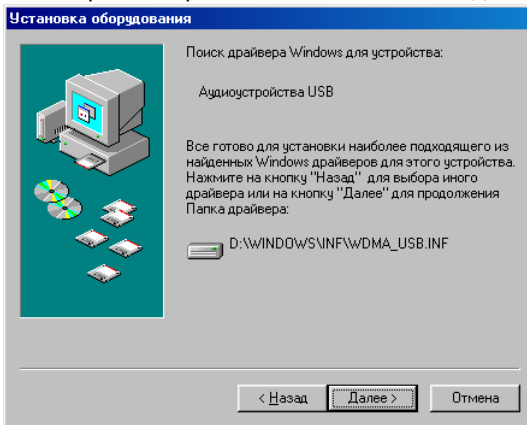 Установка оборудования
Поиск драйвера Windows для устройства:
Аудиоустройства USB
Все готово для установки наиболее подходящего из
найденных Windows драйверов для этого устройства.
Нажмите на кнопку "Назад" для выбора иного
драйвера или на кнопку "Далее" для продолжения
Папка драйвера:
D:\WINDOWS\INF\WDMA_USB.INF
< Назад
Далее >
Отмена